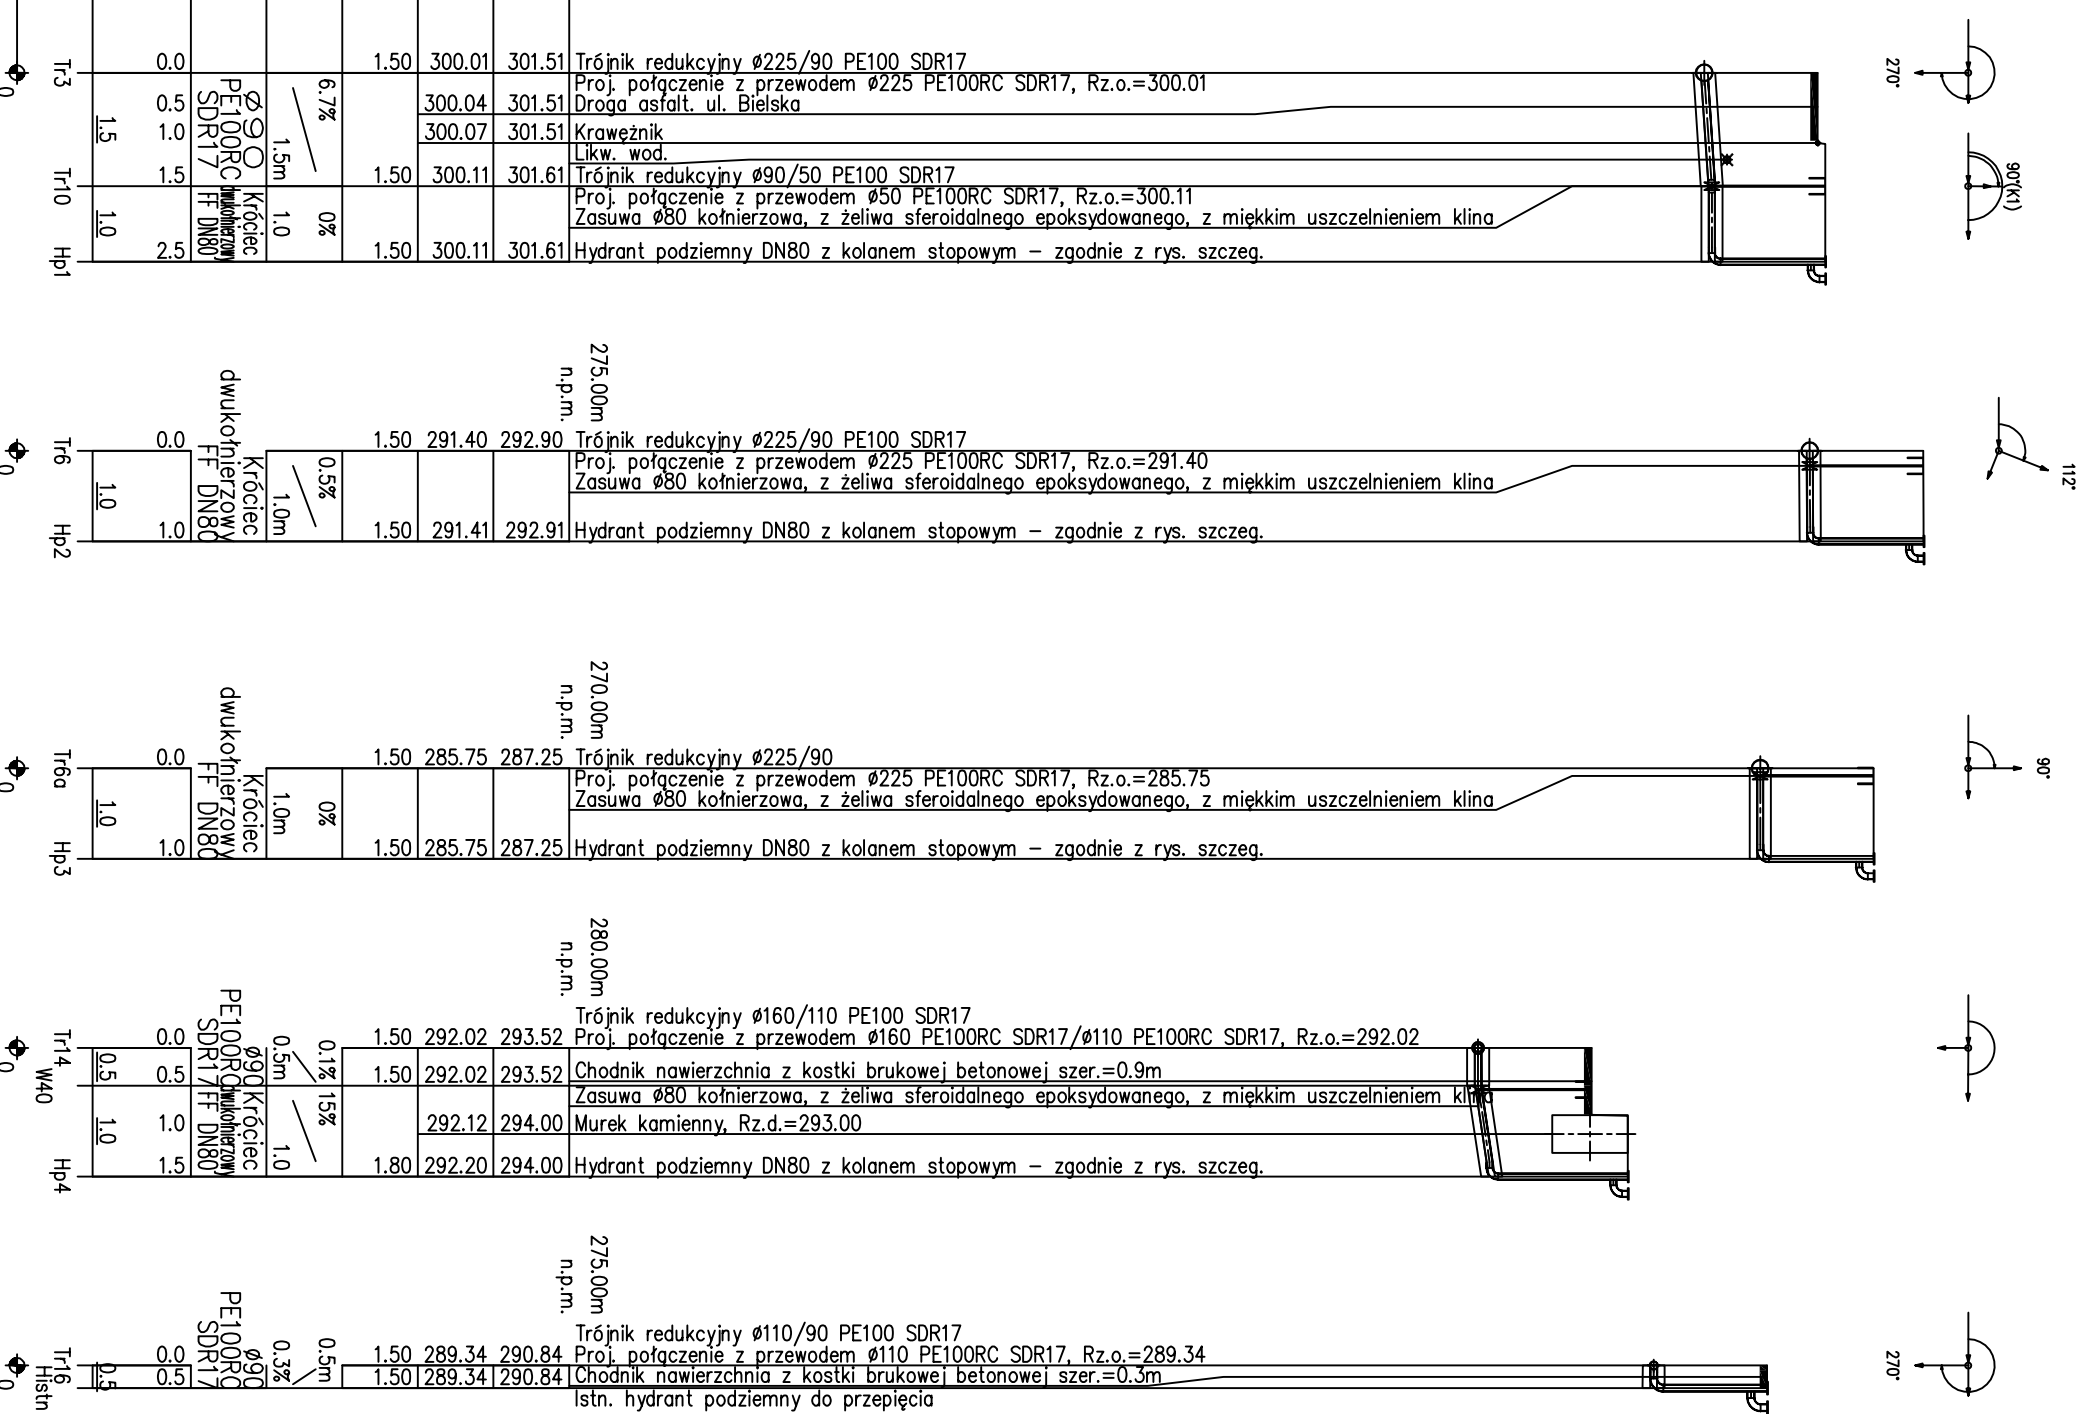 Tr3
0.0
1.50 300.01 301.51 Trójnik redukcyjny ø225/90 PE100 SDR17
Proj. połączenie z przewodem ø225 PE100RC SDR17, Rz.o.=300.01
0.5
300.04 301.51 Droga asfalt. ul. Bielska
1.0
300.07 301.51 Krawężnik
Likw. wod.
Tr10
1.5
1.50 300.11 301.61 Trójnik redukcyjny ø90/50 PE100 SDR17
Proj. połączenie z przewodem ø50 PE100RC SDR17, Rz.o.=300.11
Zasuwa ø80 kołnierzowa, z żeliwa sferoidalnego epoksydowanego, z miękkim uszczelnieniem klina
Hp1
2.5
1.50 300.11 301.61 Hydrant podziemny DN80 z kolanem stopowym – zgodnie z rys. szczeg.
1.5
1.0
ø90
PE100RC
SDR17
Króciec
dwukołnierzowy
FF DN80
6.7%
1.5m
0%
1.0
270°
90°(K1)
0
275.00m
n.p.m.
Tr6
0.0
1.50 291.40 292.90 Trójnik redukcyjny ø225/90 PE100 SDR17
Proj. połączenie z przewodem ø225 PE100RC SDR17, Rz.o.=291.40
Zasuwa ø80 kołnierzowa, z żeliwa sferoidalnego epoksydowanego, z miękkim uszczelnieniem klina
Hp2
1.0
1.50 291.41 292.91 Hydrant podziemny DN80 z kolanem stopowym – zgodnie z rys. szczeg.
1.0
Króciec
dwukołnierzowy
FF DN80
0.5%
1.0m
112°
0
270.00m
n.p.m.
Tr6a
0.0
1.50 285.75 287.25 Trójnik redukcyjny ø225/90
Proj. połączenie z przewodem ø225 PE100RC SDR17, Rz.o.=285.75
Zasuwa ø80 kołnierzowa, z żeliwa sferoidalnego epoksydowanego, z miękkim uszczelnieniem klina
Hp3
1.0
1.50 285.75 287.25 Hydrant podziemny DN80 z kolanem stopowym – zgodnie z rys. szczeg.
1.0
Króciec
dwukołnierzowy
FF DN80
0%
1.0m
90°
0
280.00m
n.p.m.
Trójnik redukcyjny ø160/110 PE100 SDR17
Tr14
0.0
1.50 292.02 293.52 Proj. połączenie z przewodem ø160 PE100RC SDR17/ø110 PE100RC SDR17, Rz.o.=292.02
W40
0.5
1.50 292.02 293.52 Chodnik nawierzchnia z kostki brukowej betonowej szer.=0.9m
Zasuwa ø80 kołnierzowa, z żeliwa sferoidalnego epoksydowanego, z miękkim uszczelnieniem klina
1.0
292.12 294.00 Murek kamienny, Rz.d.=293.00
Hp4
1.5
1.80 292.20 294.00 Hydrant podziemny DN80 z kolanem stopowym – zgodnie z rys. szczeg.
0.5
1.0
ø90
PE100RC
SDR17
Króciec
dwukołnierzowy
FF DN80
0.1%
0.5m
15%
1.0
0
275.00m
n.p.m.
Trójnik redukcyjny ø110/90 PE100 SDR17
Tr16
0.0
1.50 289.34 290.84 Proj. połączenie z przewodem ø110 PE100RC SDR17, Rz.o.=289.34
Histn
0.5
1.50 289.34 290.84 Chodnik nawierzchnia z kostki brukowej betonowej szer.=0.3m
Istn. hydrant podziemny do przepięcia
0.5
ø90
PE100RC
SDR17
0.5m
0.3%
270°
0